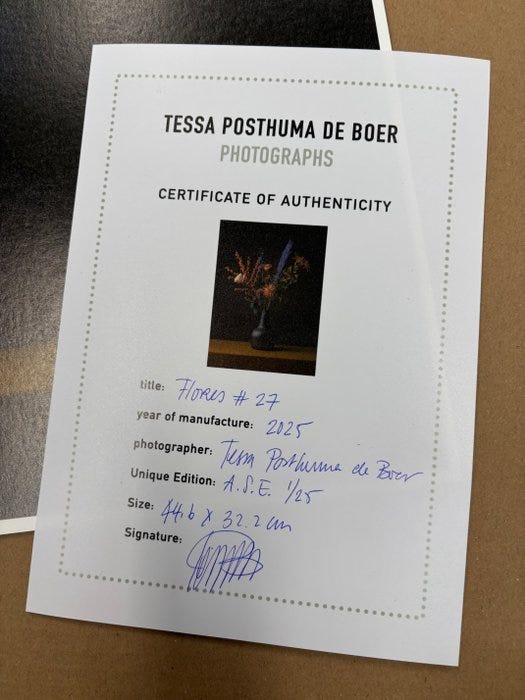 TESSA POSTHUMA DE BOER
PHOTOGRAPHS
CERTIFICATE OF AUTHENTICITY
title: Flores # 27
year of manufacture: 2025
photographer: Tessa Posthuma de Boer
Unique Edition: A.S.E. 1/25
Size: 44.6 x 32.2 cm
Signature: